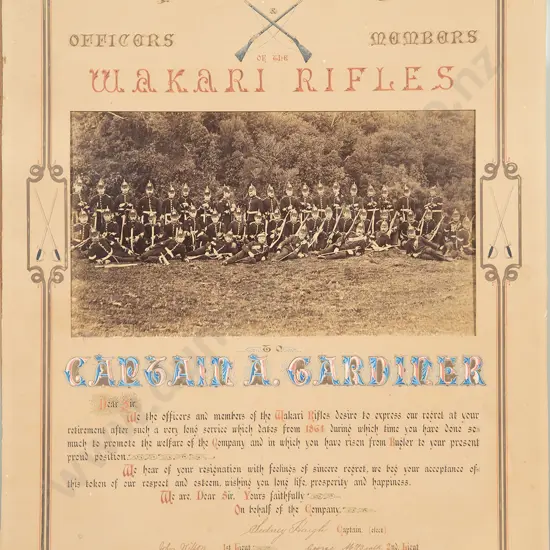 &
OFFICERS MEMBERS
OF THE
WAKARI RIFLES
TO
CAPTAIN A. GARDINER
Dear Sir,
We the officers and members of the Wakari Rifles desire to express our regret at your
retirement after such a very long service which dates from 1864 during which time you have done so
much to promote the welfare of the Company and in which you have risen from Bugler to your present
proud position.
We hear of your resignation with feelings of sincere regret, we beg your acceptance of
this token of our respect and esteem, wishing you long life, prosperity and happiness.
We are, Dear Sir, Yours faithfully
On behalf of the Company,
Captain (elect)
1st Lieut 2nd Lieut